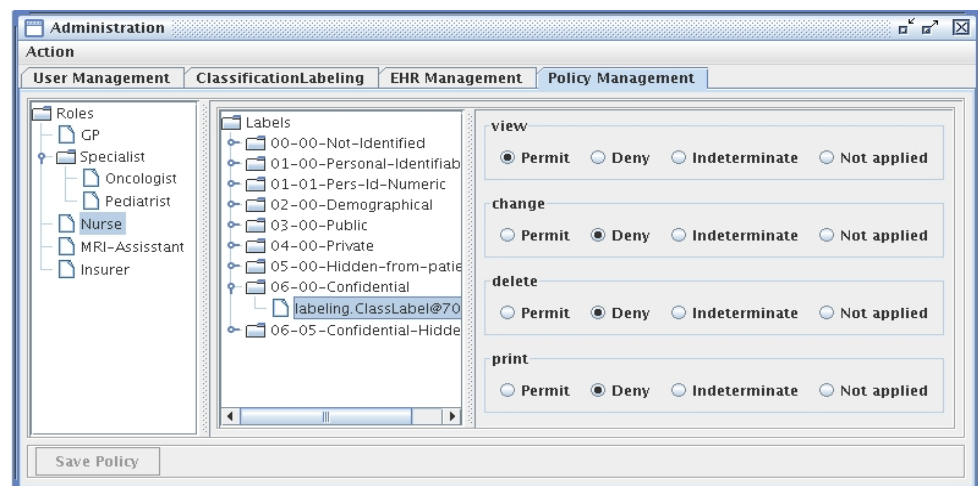 Administration
Action
User Management ClassificationLabeling EHR Management Policy Management
Roles
GP
Specialist
Oncologist
Pediatrist
Nurse
MRI-Assisstant
Insurer
Labels
00-00-Not-Identified
01-00-Personal-Identifiab
01-01-Pers-Id-Numeric
02-00-Demographical
03-00-Public
04-00-Private
05-00-Hidden-from-patie
06-00-Confidential
labeling.ClassLabel@70
06-05-Confidential-Hidde
view
Permit Deny Indeterminate Not applied
change
Permit Deny Indeterminate Not applied
delete
Permit Deny Indeterminate Not applied
print
Permit Deny Indeterminate Not applied
Save Policy